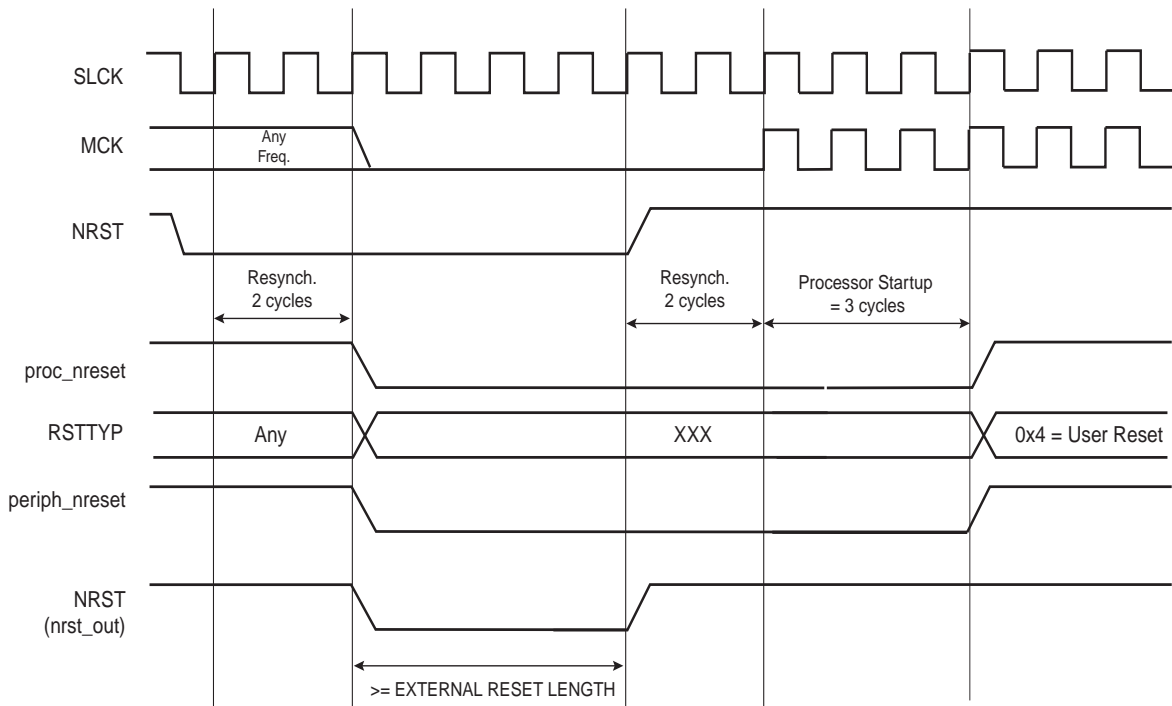 SLCK
MCK
Any
Freq.
NRST
Resynch.
2 cycles
Resynch.
2 cycles
Processor Startup
= 3 cycles
proc_nreset
RSTTYP
Any
XXX
0x4 = User Reset
periph_nreset
NRST
(nrst_out)
>= EXTERNAL RESET LENGTH